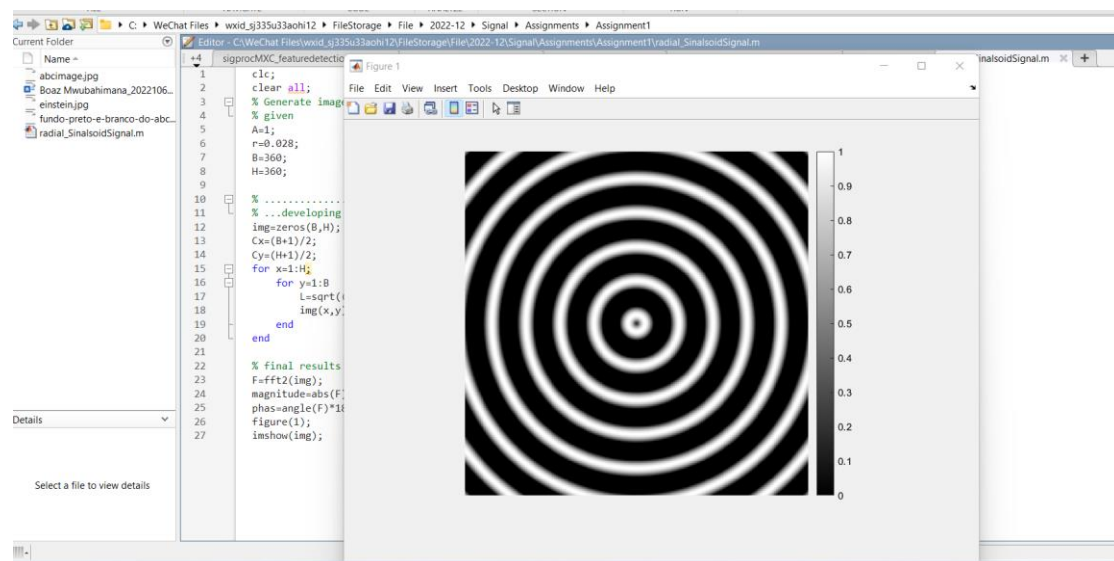 C: ▸ WeChat Files ▸ wxid_sj335u33aohi12 ▸ FileStorage ▸ File ▸ 2022-12 ▸ Signal ▸ Assignments ▸ Assignment1
Current Folder
Name
abcimage.jpg
Boaz Mwubahimana_2022106...
einstein.jpg
fundo-preto-e-branco-do-abc...
radial_SinalsoidSignal.m
Details
Select a file to view details
Editor - C:\WeChat Files\wxid_sj335u33aohi12\FileStorage\File\2022-12\Signal\Assignments\Assignment1\radial_SinalsoidSignal.m
+4 sigprocMXC_featuredetectio
inalsoidSignal.m
1 clc;
2 clear all;
3 % Generate image
4 % given
5 A=1;
6 r=0.028;
7 B=360;
8 H=360;
9
10 % ..............
11 % ...developing
12 img=zeros(B,H);
13 Cx=(B+1)/2;
14 Cy=(H+1)/2;
15 for x=1:H;
16 for y=1:B
17 L=sqrt(
18 img(x,y)
19 end
20 end
21
22 % final results
23 F=fft2(img);
24 magnitude=abs(F)
25 phas=angle(F)*18
26 figure(1);
27 imshow(img);
Figure 1
File Edit View Insert Tools Desktop Window Help
1
0.9
0.8
0.7
0.6
0.5
0.4
0.3
0.2
0.1
0